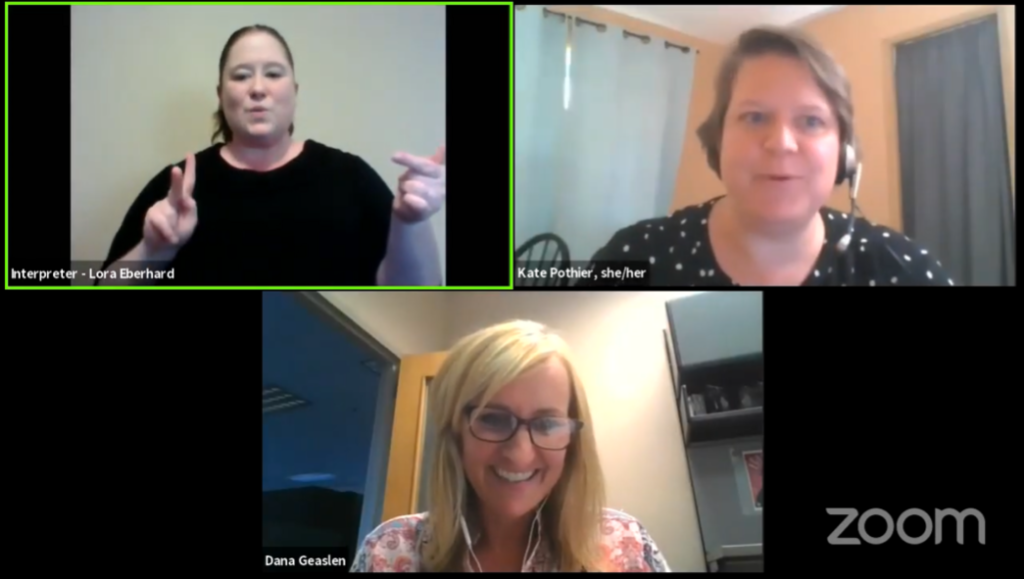 Interpreter - Lora Eberhard
Kate Pothier, she/her
Dana Geaslen
zoom